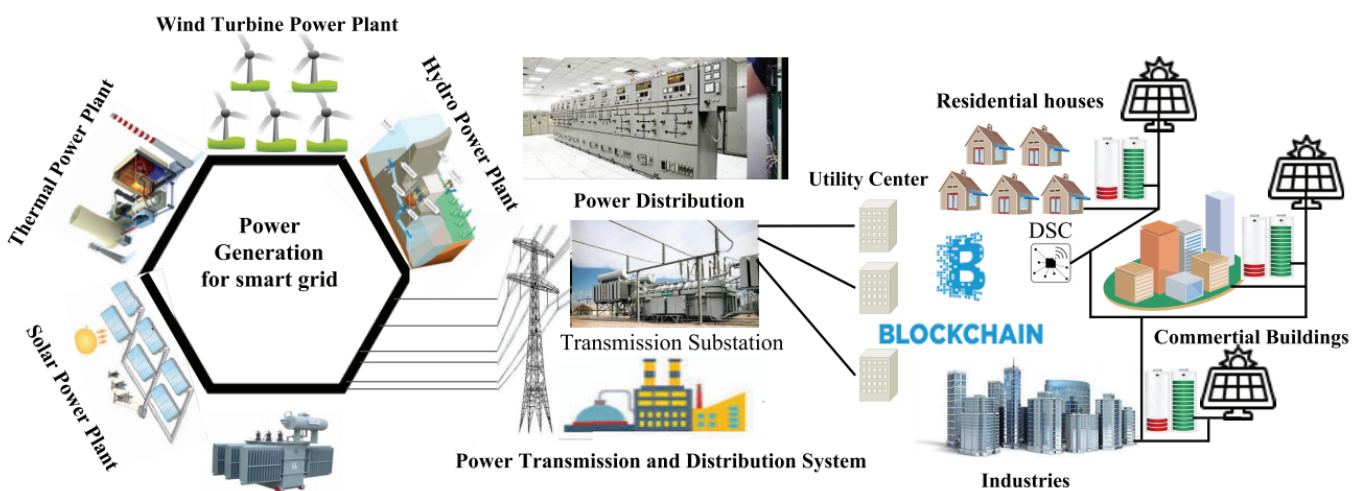 Wind Turbine Power Plant
Thermal Power Plant
Hydro Power Plant
Power
Generation
for smart grid
Solar Power Plant
Power Distribution
Transmission Substation
Power Transmission and Distribution System
Utility Center
Residential houses
DSC
BLOCKCHAIN
Commertial Buildings
Industries